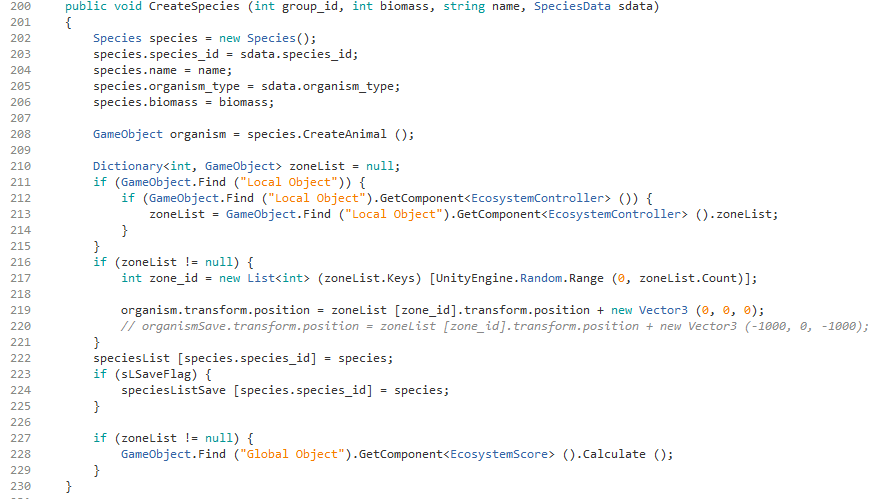 200 public void CreateSpecies (int group_id, int biomass, string name, SpeciesData sdata)
201 {
202 Species species = new Species();
203 species.species_id = sdata.species_id;
204 species.name = name;
205 species.organism_type = sdata.organism_type;
206 species.biomass = biomass;
207
208 GameObject organism = species.CreateAnimal ();
209
210 Dictionary<int, GameObject> zoneList = null;
211 if (GameObject.Find ("Local Object")) {
212 if (GameObject.Find ("Local Object").GetComponent<EcosystemController> ()) {
213 zoneList = GameObject.Find ("Local Object").GetComponent<EcosystemController> ().zoneList;
214 }
215 }
216 if (zoneList != null) {
217 int zone_id = new List<int> (zoneList.Keys) [UnityEngine.Random.Range (0, zoneList.Count)];
218
219 organism.transform.position = zoneList [zone_id].transform.position + new Vector3 (0, 0, 0);
220 // organismSave.transform.position = zoneList [zone_id].transform.position + new Vector3 (-1000, 0, -1000);
221 }
222 speciesList [species.species_id] = species;
223 if (sLSaveFlag) {
224 speciesListSave [species.species_id] = species;
225 }
226
227 if (zoneList != null) {
228 GameObject.Find ("Global Object").GetComponent<EcosystemScore> ().Calculate ();
229 }
230 }